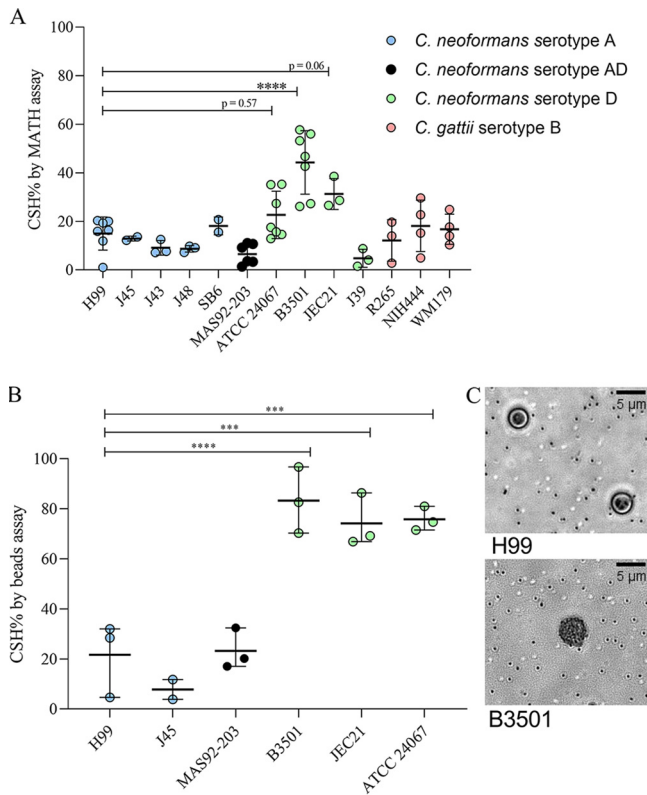 A
CSH% by MATH assay
100
80
60
40
20
0
p = 0.06
****
p = 0.57
C. neoformans serotype A
C. neoformans serotype AD
C. neoformans serotype D
C. gattii serotype B
H99
J45
J43
J48
SB6
MAS92-203
ATCC 24067
B3501
JEC21
J39
R265
NIH444
WM179
B
CSH% by beads assay
***
***
****
100
80
60
40
20
0
H99
J45
MAS92-203
B3501
JEC21
ATCC 24067
C
5 µm
H99
5 µm
B3501